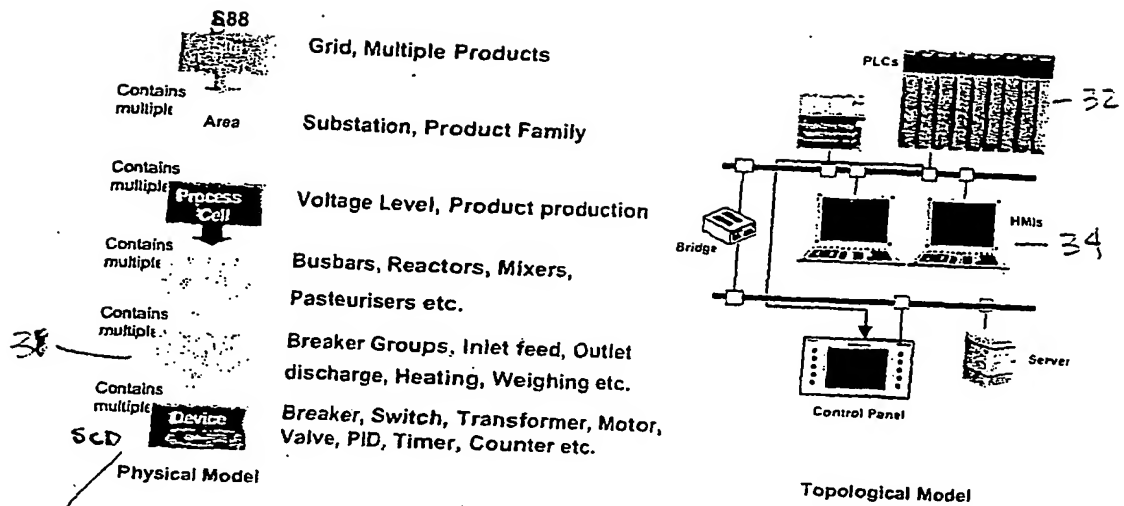 S88
Grid, Multiple Products
Contains
multiple
Area
Substation, Product Family
Contains
multiple
Process
Cell
Voltage Level, Product production
Contains
multiple
Busbars, Reactors, Mixers,
Pasteurisers etc.
Contains
multiple
Breaker Groups, Inlet feed, Outlet
discharge, Heating, Weighing etc.
Contains
multiple
Device
SCD
Breaker, Switch, Transformer, Motor,
Valve, PID, Timer, Counter etc.
Physical Model
PLCs
32
HMIs
34
Bridge
Server
Control Panel
Topological Model